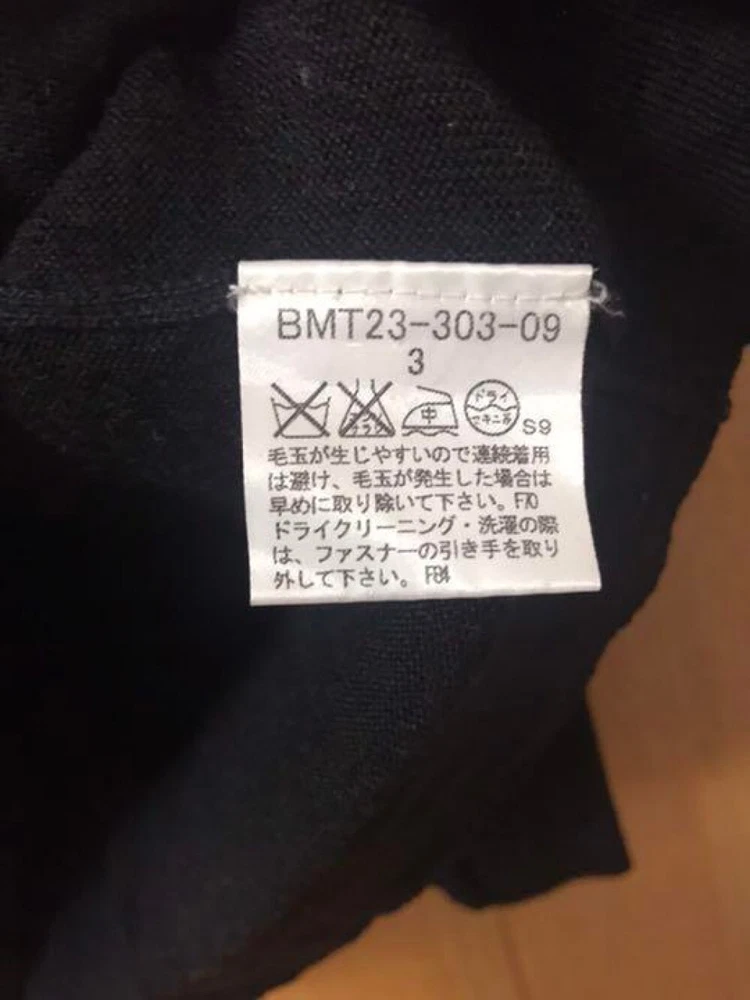 BMT23-303-09
3
中 ドライ S9
毛玉が生じやすいので連続着用
は避け、毛玉が発生した場合は
早めに取り除いて下さい。F70
ドライクリーニング・洗濯の際
は、ファスナーの引き手を取り
外して下さい。F84